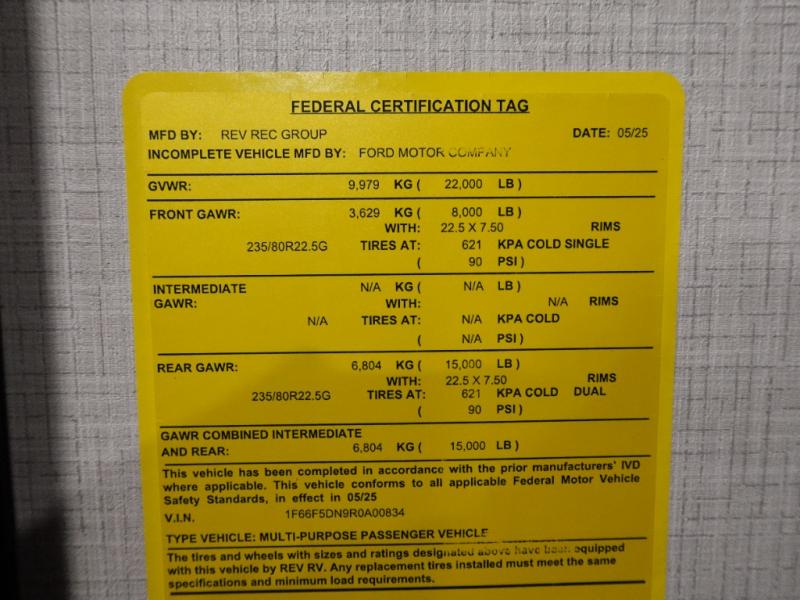 FEDERAL CERTIFICATION TAG
MFD BY: REV REC GROUP DATE: 05/25
INCOMPLETE VEHICLE MFD BY: FORD MOTOR COMPANY
GVWR: 9,979 KG ( 22,000 LB )
FRONT GAWR: 3,629 KG ( 8,000 LB )
WITH: 22.5 X 7.50 RIMS
235/80R22.5G TIRES AT: 621 KPA COLD SINGLE
( 90 PSI )
INTERMEDIATE N/A KG ( N/A LB )
GAWR: WITH: N/A RIMS
N/A TIRES AT: N/A KPA COLD
( N/A PSI )
REAR GAWR: 6,804 KG ( 15,000 LB )
WITH: 22.5 X 7.50 RIMS
235/80R22.5G TIRES AT: 621 KPA COLD DUAL
( 90 PSI )
GAWR COMBINED INTERMEDIATE
AND REAR: 6,804 KG ( 15,000 LB )
This vehicle has been completed in accordance with the prior manufacturers' IVD
where applicable. This vehicle conforms to all applicable Federal Motor Vehicle
Safety Standards, in effect in 05/25
V.I.N. 1F66F5DN9R0A00834
TYPE VEHICLE: MULTI-PURPOSE PASSENGER VEHICLE
The tires and wheels with sizes and ratings designated above have been equipped
with this vehicle by REV RV. Any replacement tires installed must meet the same
specifications and minimum load requirements.